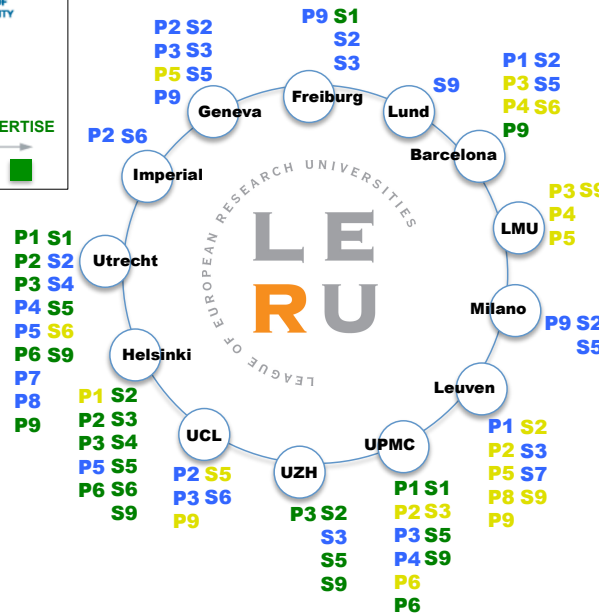 P9 S1
S2
S3
Freiburg
P2 S2
P3 S3
P5 S5
P9
Geneva
S9
Lund
P1 S2
P3 S5
P4 S6
P9
Barcelona
ERTISE
P2 S6
Imperial
LEAGUE OF EUROPEAN RESEARCH UNIVERSITIES
LE
RU
P3 S9
P4
P5
LMU
P1 S1
P2 S2
P3 S4
P4 S5
P5 S6
P6 S9
P7
P8
P9
Utrecht
Milano
P9 S2
S5
Helsinki
P1 S2
P2 S3
P3 S4
P5 S5
P6 S6
S9
Leuven
P1 S2
P2 S3
P5 S7
P8 S9
P9
UCL
P2 S5
P3 S6
P9
UZH
P3 S2
S3
S5
S9
UPMC
P1 S1
P2 S3
P3 S5
P4 S9
P6
P6